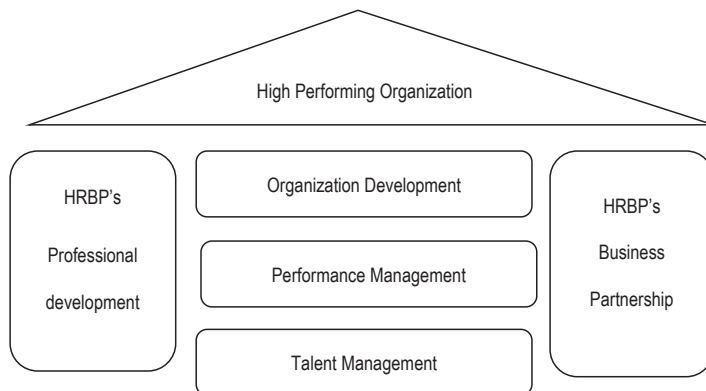 High Performing Organization
HRBP’s
Professional
development
Organization Development
Performance Management
Talent Management
HRBP’s
Business
Partnership